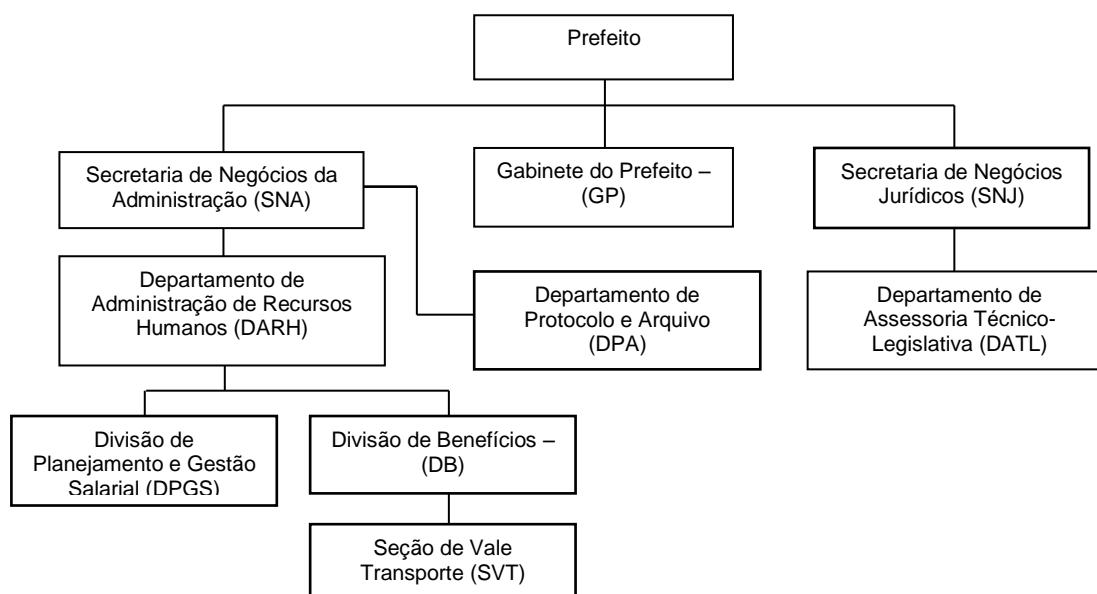 Prefeito
Secretaria de Negócios da
Administração (SNA)
Gabinete do Prefeito –
(GP)
Secretaria de Negócios
Jurídicos (SNJ)
Departamento de
Administração de Recursos
Humanos (DARH)
Departamento de
Protocolo e Arquivo
(DPA)
Departamento de
Assessoria Técnico-
Legislativa (DATL)
Divisão de
Planejamento e Gestão
Salarial (DPGS)
Divisão de Benefícios –
(DB)
Seção de Vale
Transporte (SVT)